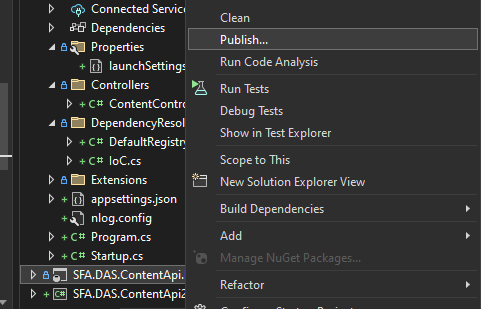 Connected Service
Dependencies
Properties
launchSettings
Controllers
C# ContentContro
DependencyResol
C# DefaultRegistry
C# IoC.cs
Extensions
appsettings.json
nlog.config
C# Program.cs
C# Startup.cs
SFA.DAS.ContentApi.
C# SFA.DAS.ContentApi2
Clean
Publish...
Run Code Analysis
Run Tests
Debug Tests
Show in Test Explorer
Scope to This
New Solution Explorer View
Build Dependencies
Add
Manage NuGet Packages...
Refactor